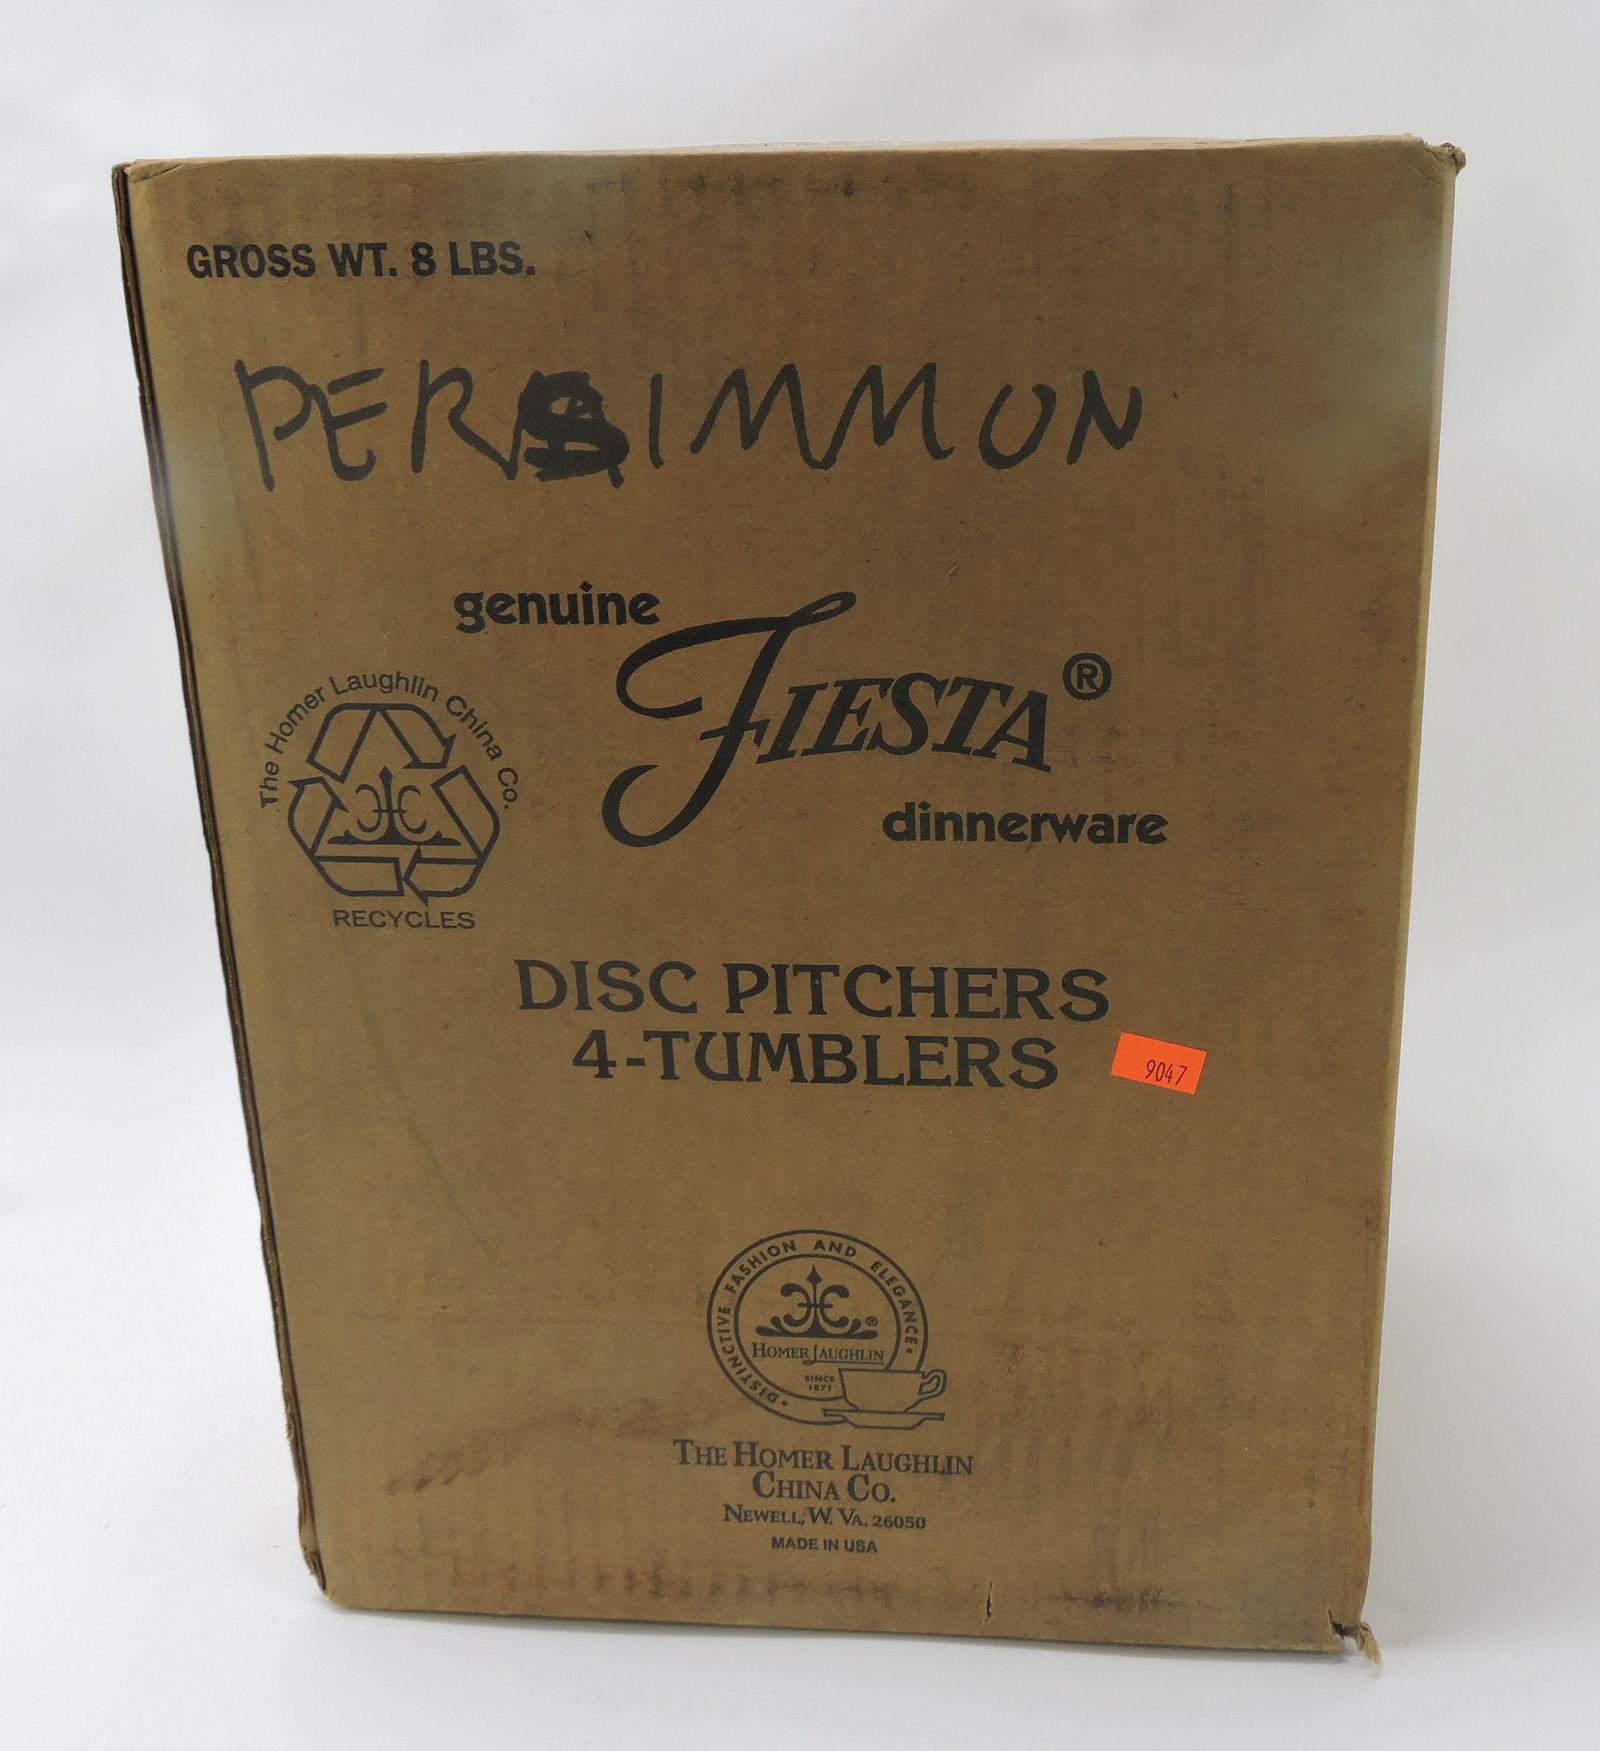 GROSS WT. 8 LBS.
PERSIMMON
genuine
FIESTA®
dinnerware
The Homer Laughlin China Co.
RECYCLES
DISC PITCHERS
4-TUMBLERS
9047
• DISTINCTIVE FASHION AND ELEGANCE •
HOMER LAUGHLIN ®
SINCE
1871
THE HOMER LAUGHLIN
CHINA CO.
NEWELL, W. VA. 26050
MADE IN USA